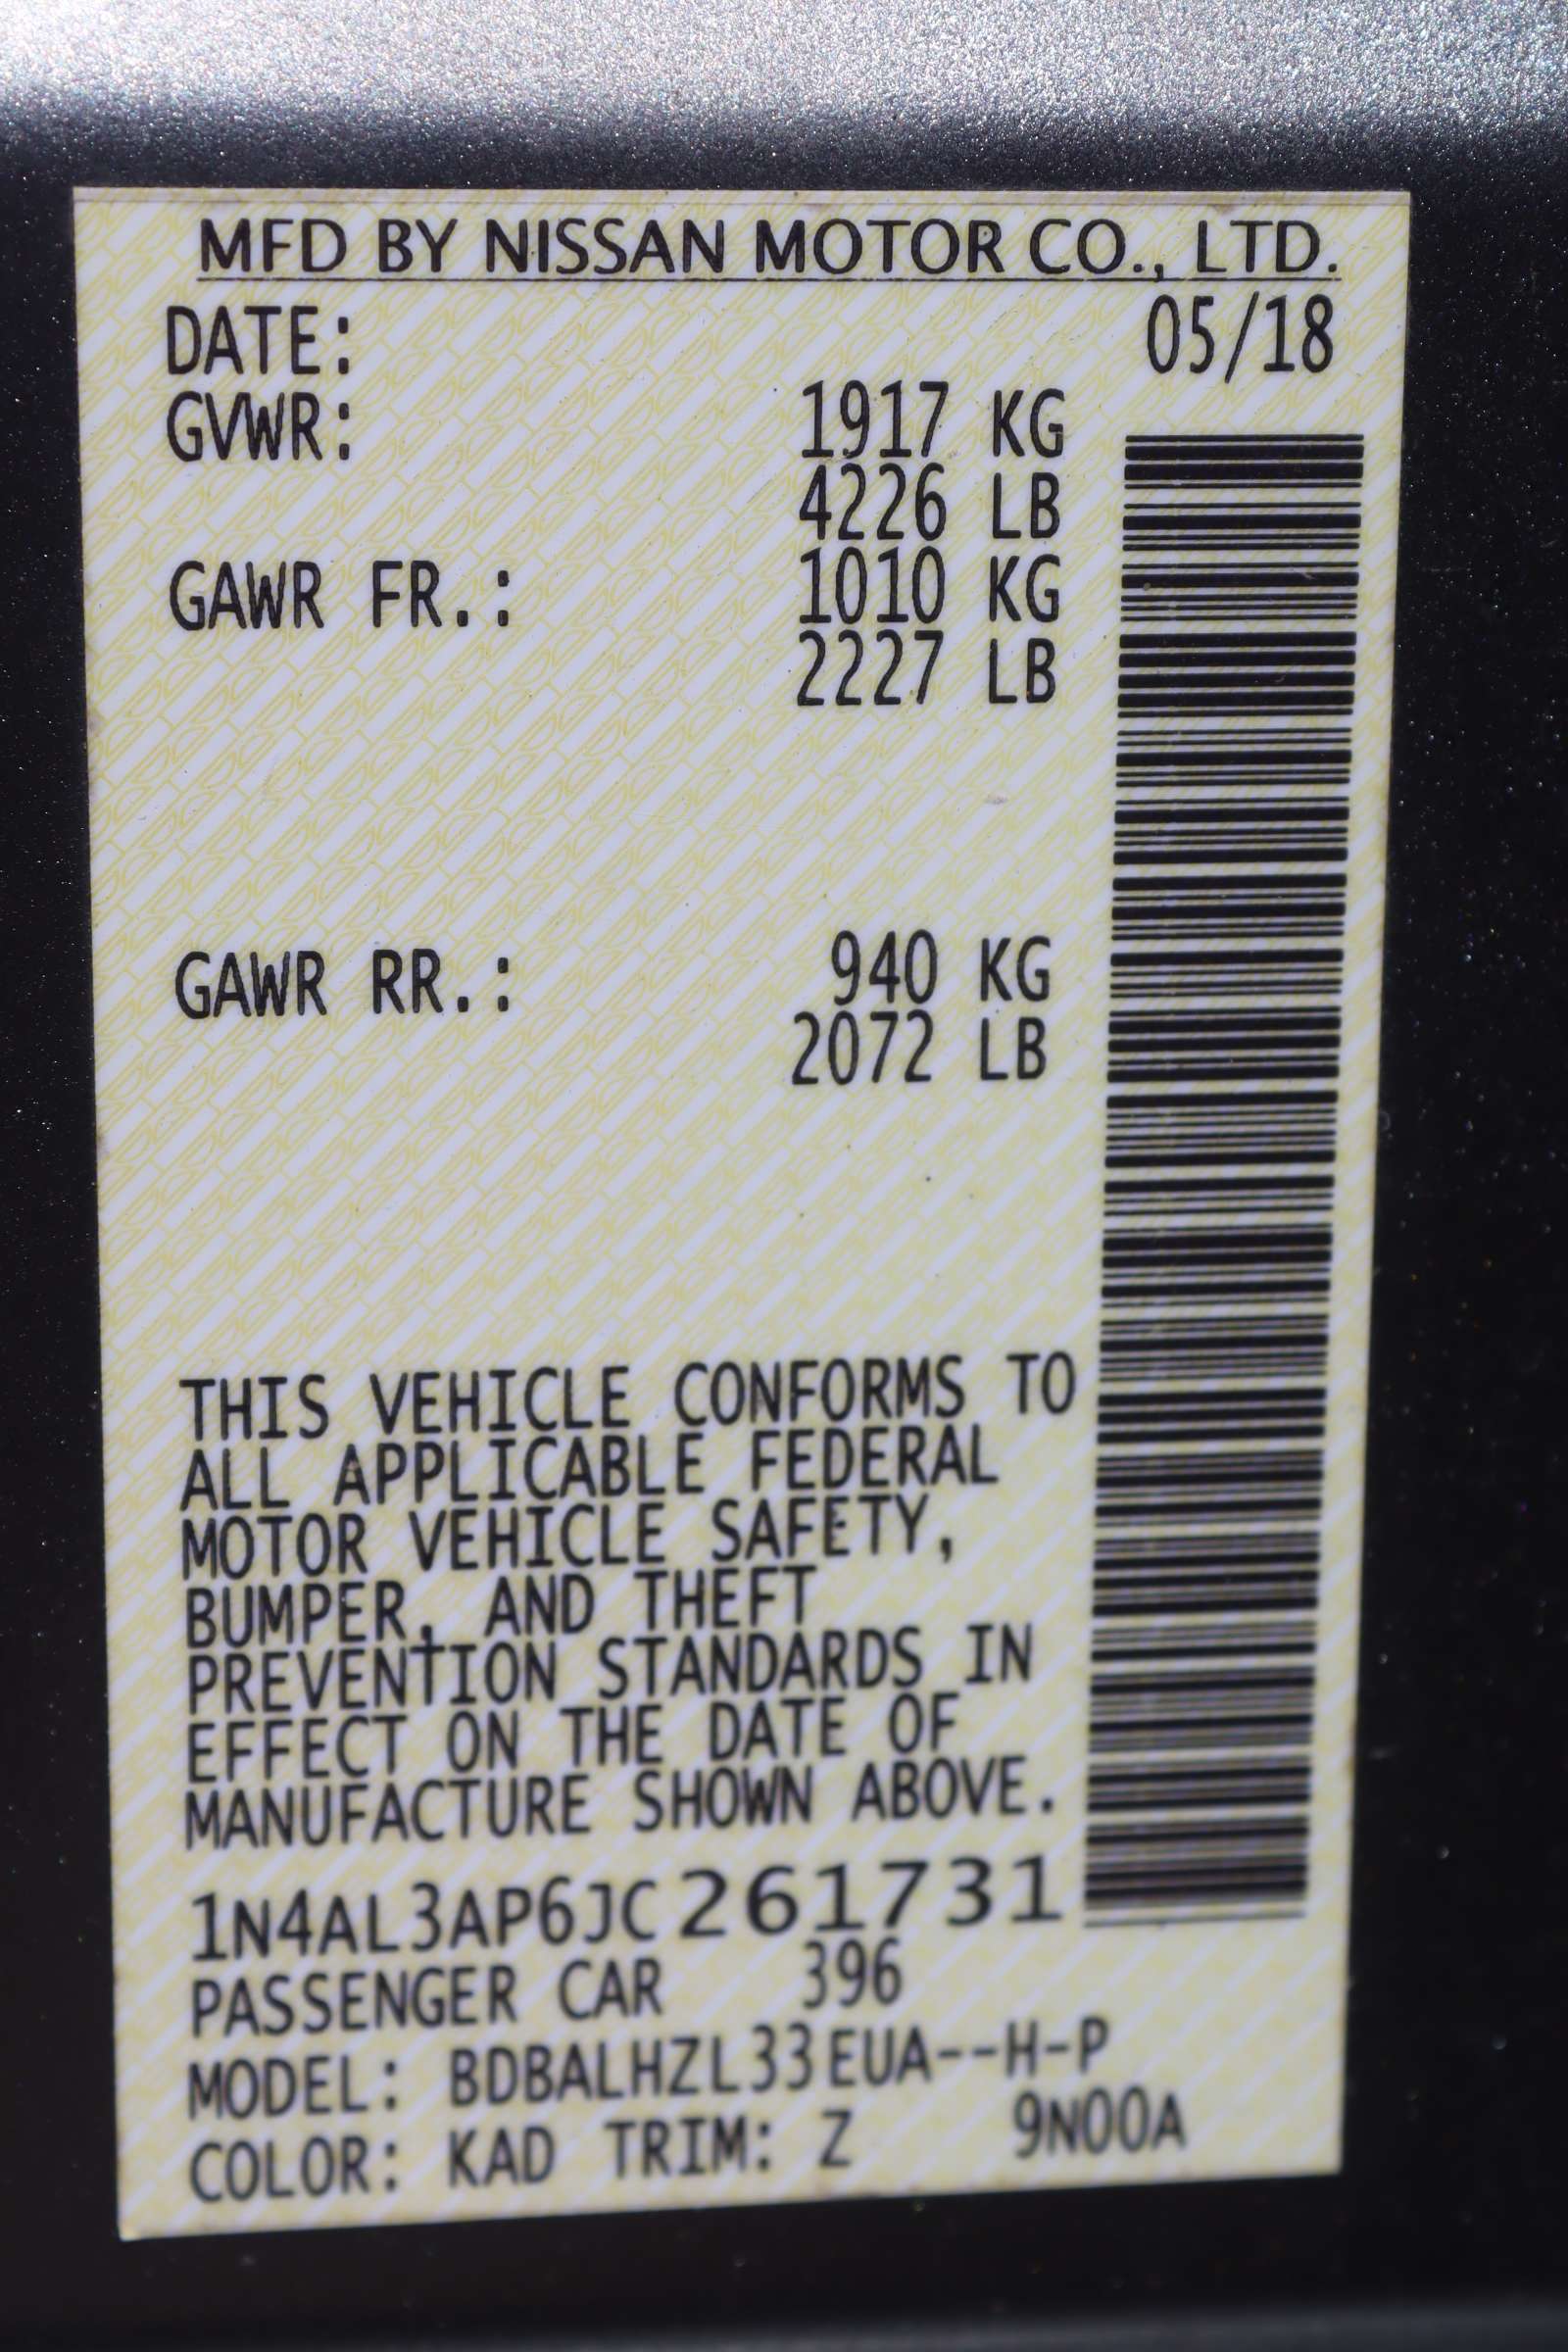 MFD BY NISSAN MOTOR CO., LTD.
DATE: 05/18
GVWR: 1917 KG
4226 LB
GAWR FR.: 1010 KG
2227 LB
GAWR RR.: 940 KG
2072 LB
THIS VEHICLE CONFORMS TO
ALL APPLICABLE FEDERAL
MOTOR VEHICLE SAFETY,
BUMPER, AND THEFT
PREVENTION STANDARDS IN
EFFECT ON THE DATE OF
MANUFACTURE SHOWN ABOVE.
1N4AL3AP6JC261731
PASSENGER CAR 396
MODEL: BDBALHZL33EUA--H-P
COLOR: KAD TRIM: Z 9N00A